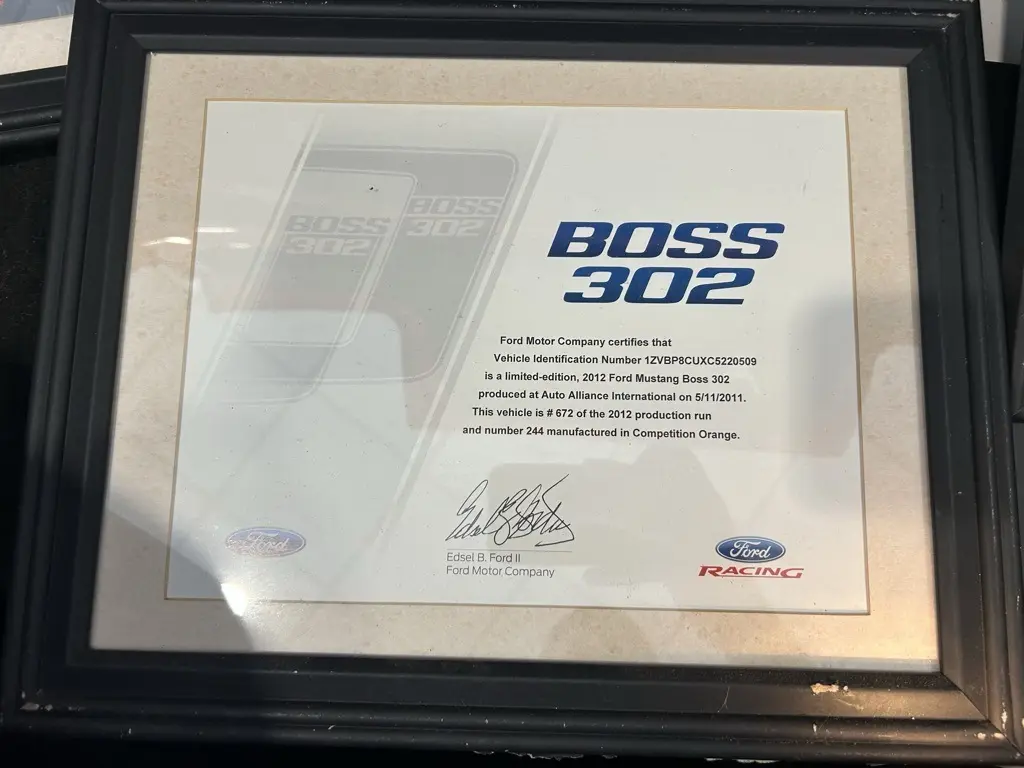 BOSS
302
BOSS
302
BOSS
302
Ford Motor Company certifies that
Vehicle Identification Number 1ZVBP8CUXC5220509
is a limited-edition, 2012 Ford Mustang Boss 302
produced at Auto Alliance International on 5/11/2011.
This vehicle is # 672 of the 2012 production run
and number 244 manufactured in Competition Orange.
Edsel B. Ford II
Ford Motor Company
Ford
Ford
RACING